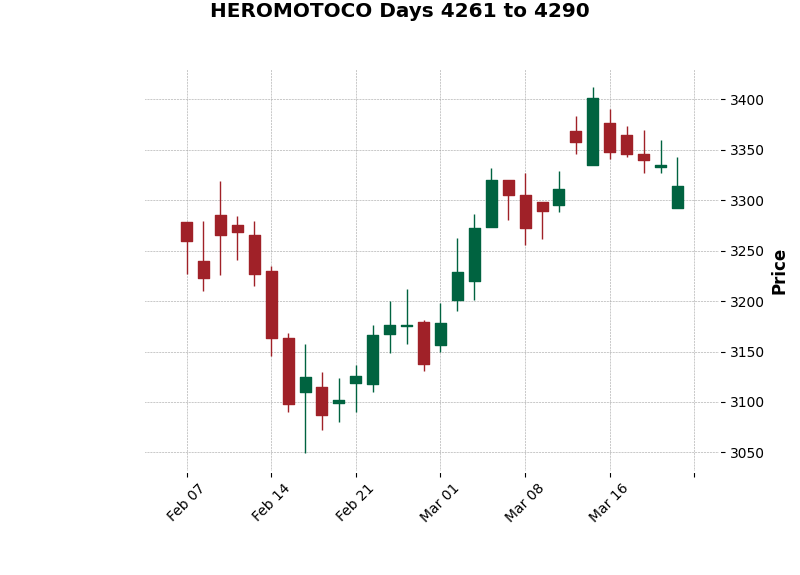 HEROMOTOCO Days 4261 to 4290
3400
3350
3300
3250
3200
3150
3100
3050
Price
Feb 07
Feb 14
Feb 21
Mar 01
Mar 08
Mar 16